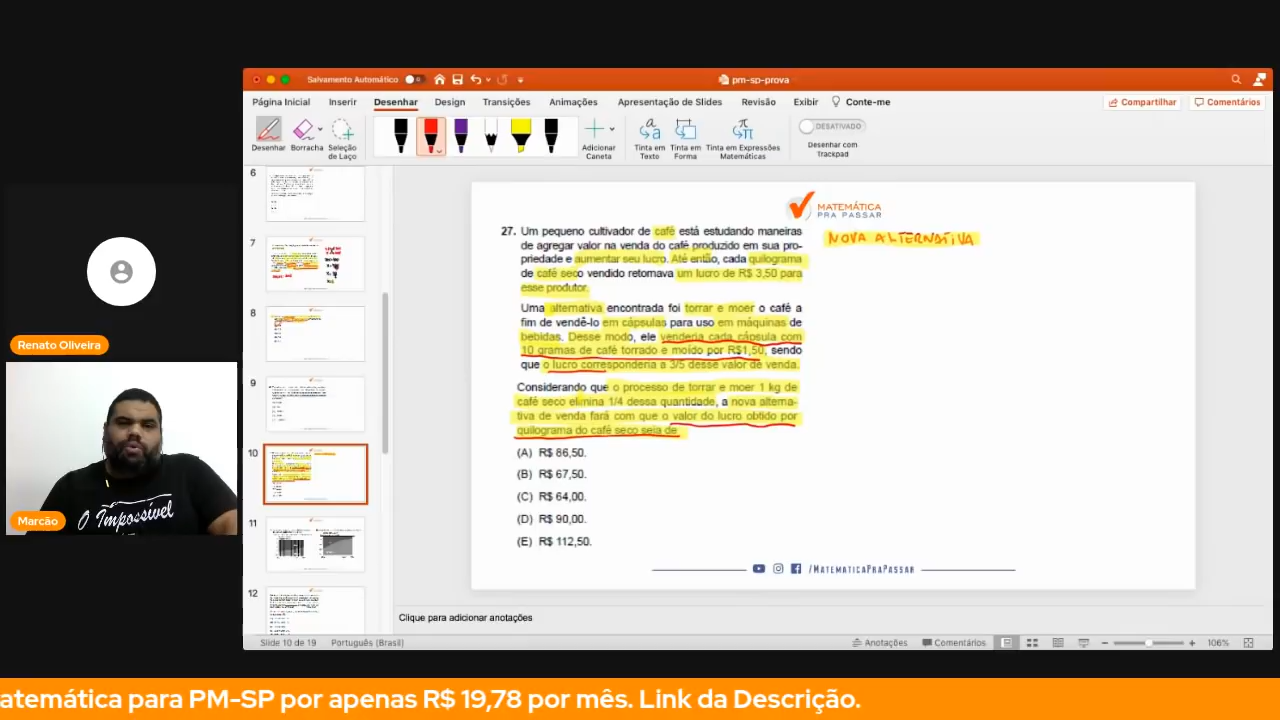 Salvamento Automático
pm-sp-prova
Página Inicial Inserir Desenhar Design Transições Animações Apresentação de Slides Revisão Exibir Conte-me Compartilhar Comentários
Desenhar Borracha Seleção de Laço Adicionar Caneta Tinta em Texto Tinta em Forma Tinta em Expressões Matemáticas DESATIVADO Desenhar com Trackpad
6
7
8
9
10
11
12
MATEMÁTICA
PRA PASSAR
NOVA ALTERNATIVA
27. Um pequeno cultivador de café está estudando maneiras
de agregar valor na venda do café produzido em sua pro-
priedade e aumentar seu lucro. Até então, cada quilograma
de café seco vendido retornava um lucro de R$ 3,50 para
esse produtor.
Uma alternativa encontrada foi torrar e moer o café a
fim de vendê-lo em cápsulas para uso em máquinas de
bebidas. Desse modo, ele venderia cada cápsula com
10 gramas de café torrado e moído por R$1,50, sendo
que o lucro corresponderia a 3/5 desse valor de venda.
Considerando que o processo de torrar e moer 1 kg de
café seco elimina 1/4 dessa quantidade, a nova alterna-
tiva de venda fará com que o valor do lucro obtido por
quilograma do café seco seja de
(A) R$ 86,50.
(B) R$ 67,50.
(C) R$ 64,00.
(D) R$ 90,00.
(E) R$ 112,50.
/MATEMATICAPRAPASSAR
Renato Oliveira
O Impossível
Marcão
Clique para adicionar anotações
Slide 10 de 19 Português (Brasil) Anotações Comentários 106%
atemática para PM-SP por apenas R$ 19,78 por mês. Link da Descrição.